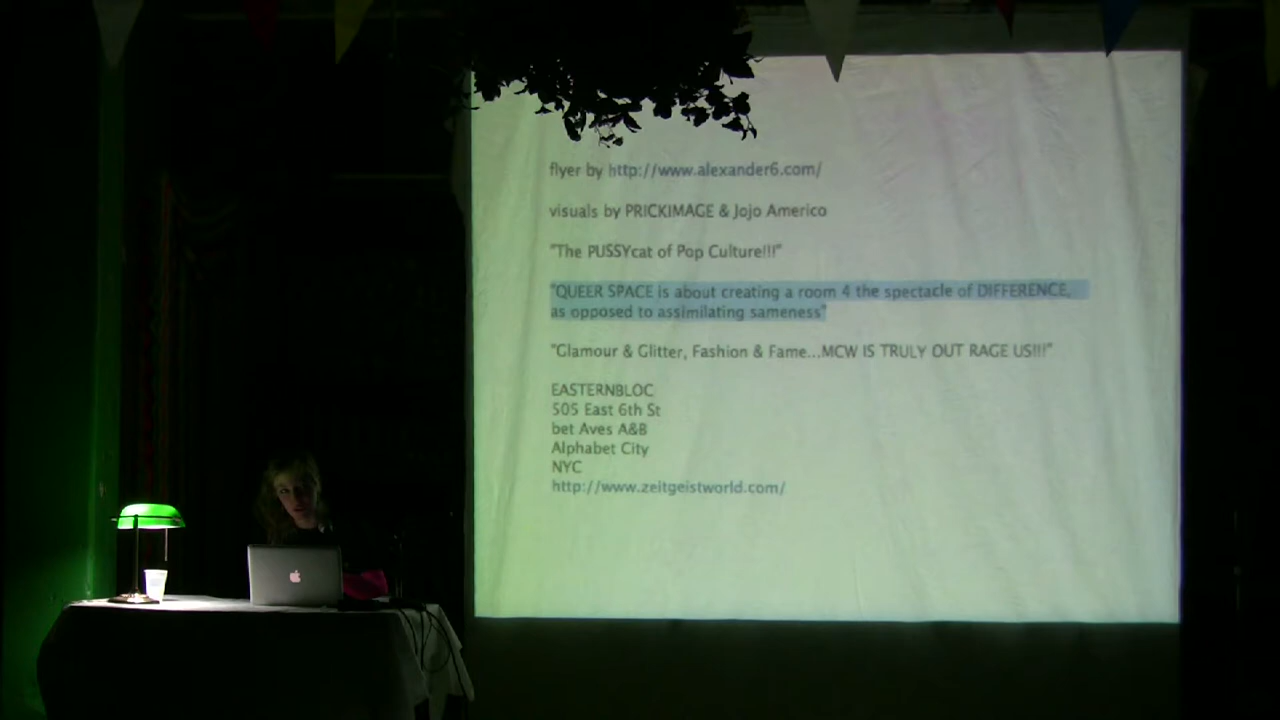 flyer by http://www.alexander6.com/
visuals by PRICKIMAGE & Jojo Americo
"The PUSSYcat of Pop Culture!!!"
"QUEER SPACE is about creating a room 4 the spectacle of DIFFERENCE,
as opposed to assimilating sameness"
"Glamour & Glitter, Fashion & Fame...MCW IS TRULY OUT RAGE US!!!"
EASTERNBLOC
505 East 6th St
bet Aves A&B
Alphabet City
NYC
http://www.zeitgeistworld.com/